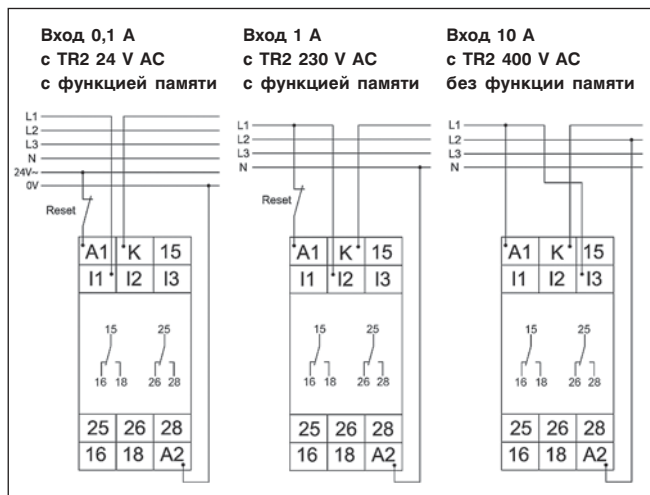 Вход 0,1 А
с TR2 24 V AC
с функцией памяти
L1
L2
L3
N
24V~
0V
Reset
A1 K 15
I1 I2 I3
15 25
16 18 26 28
25 26 28
16 18 A2
Вход 1 А
с TR2 230 V AC
с функцией памяти
L1
L2
L3
N
Reset
A1 K 15
I1 I2 I3
15 25
16 18 26 28
25 26 28
16 18 A2
Вход 10 А
с TR2 400 V AC
без функции памяти
L1
L2
L3
N
A1 K 15
I1 I2 I3
15 25
16 18 26 28
25 26 28
16 18 A2